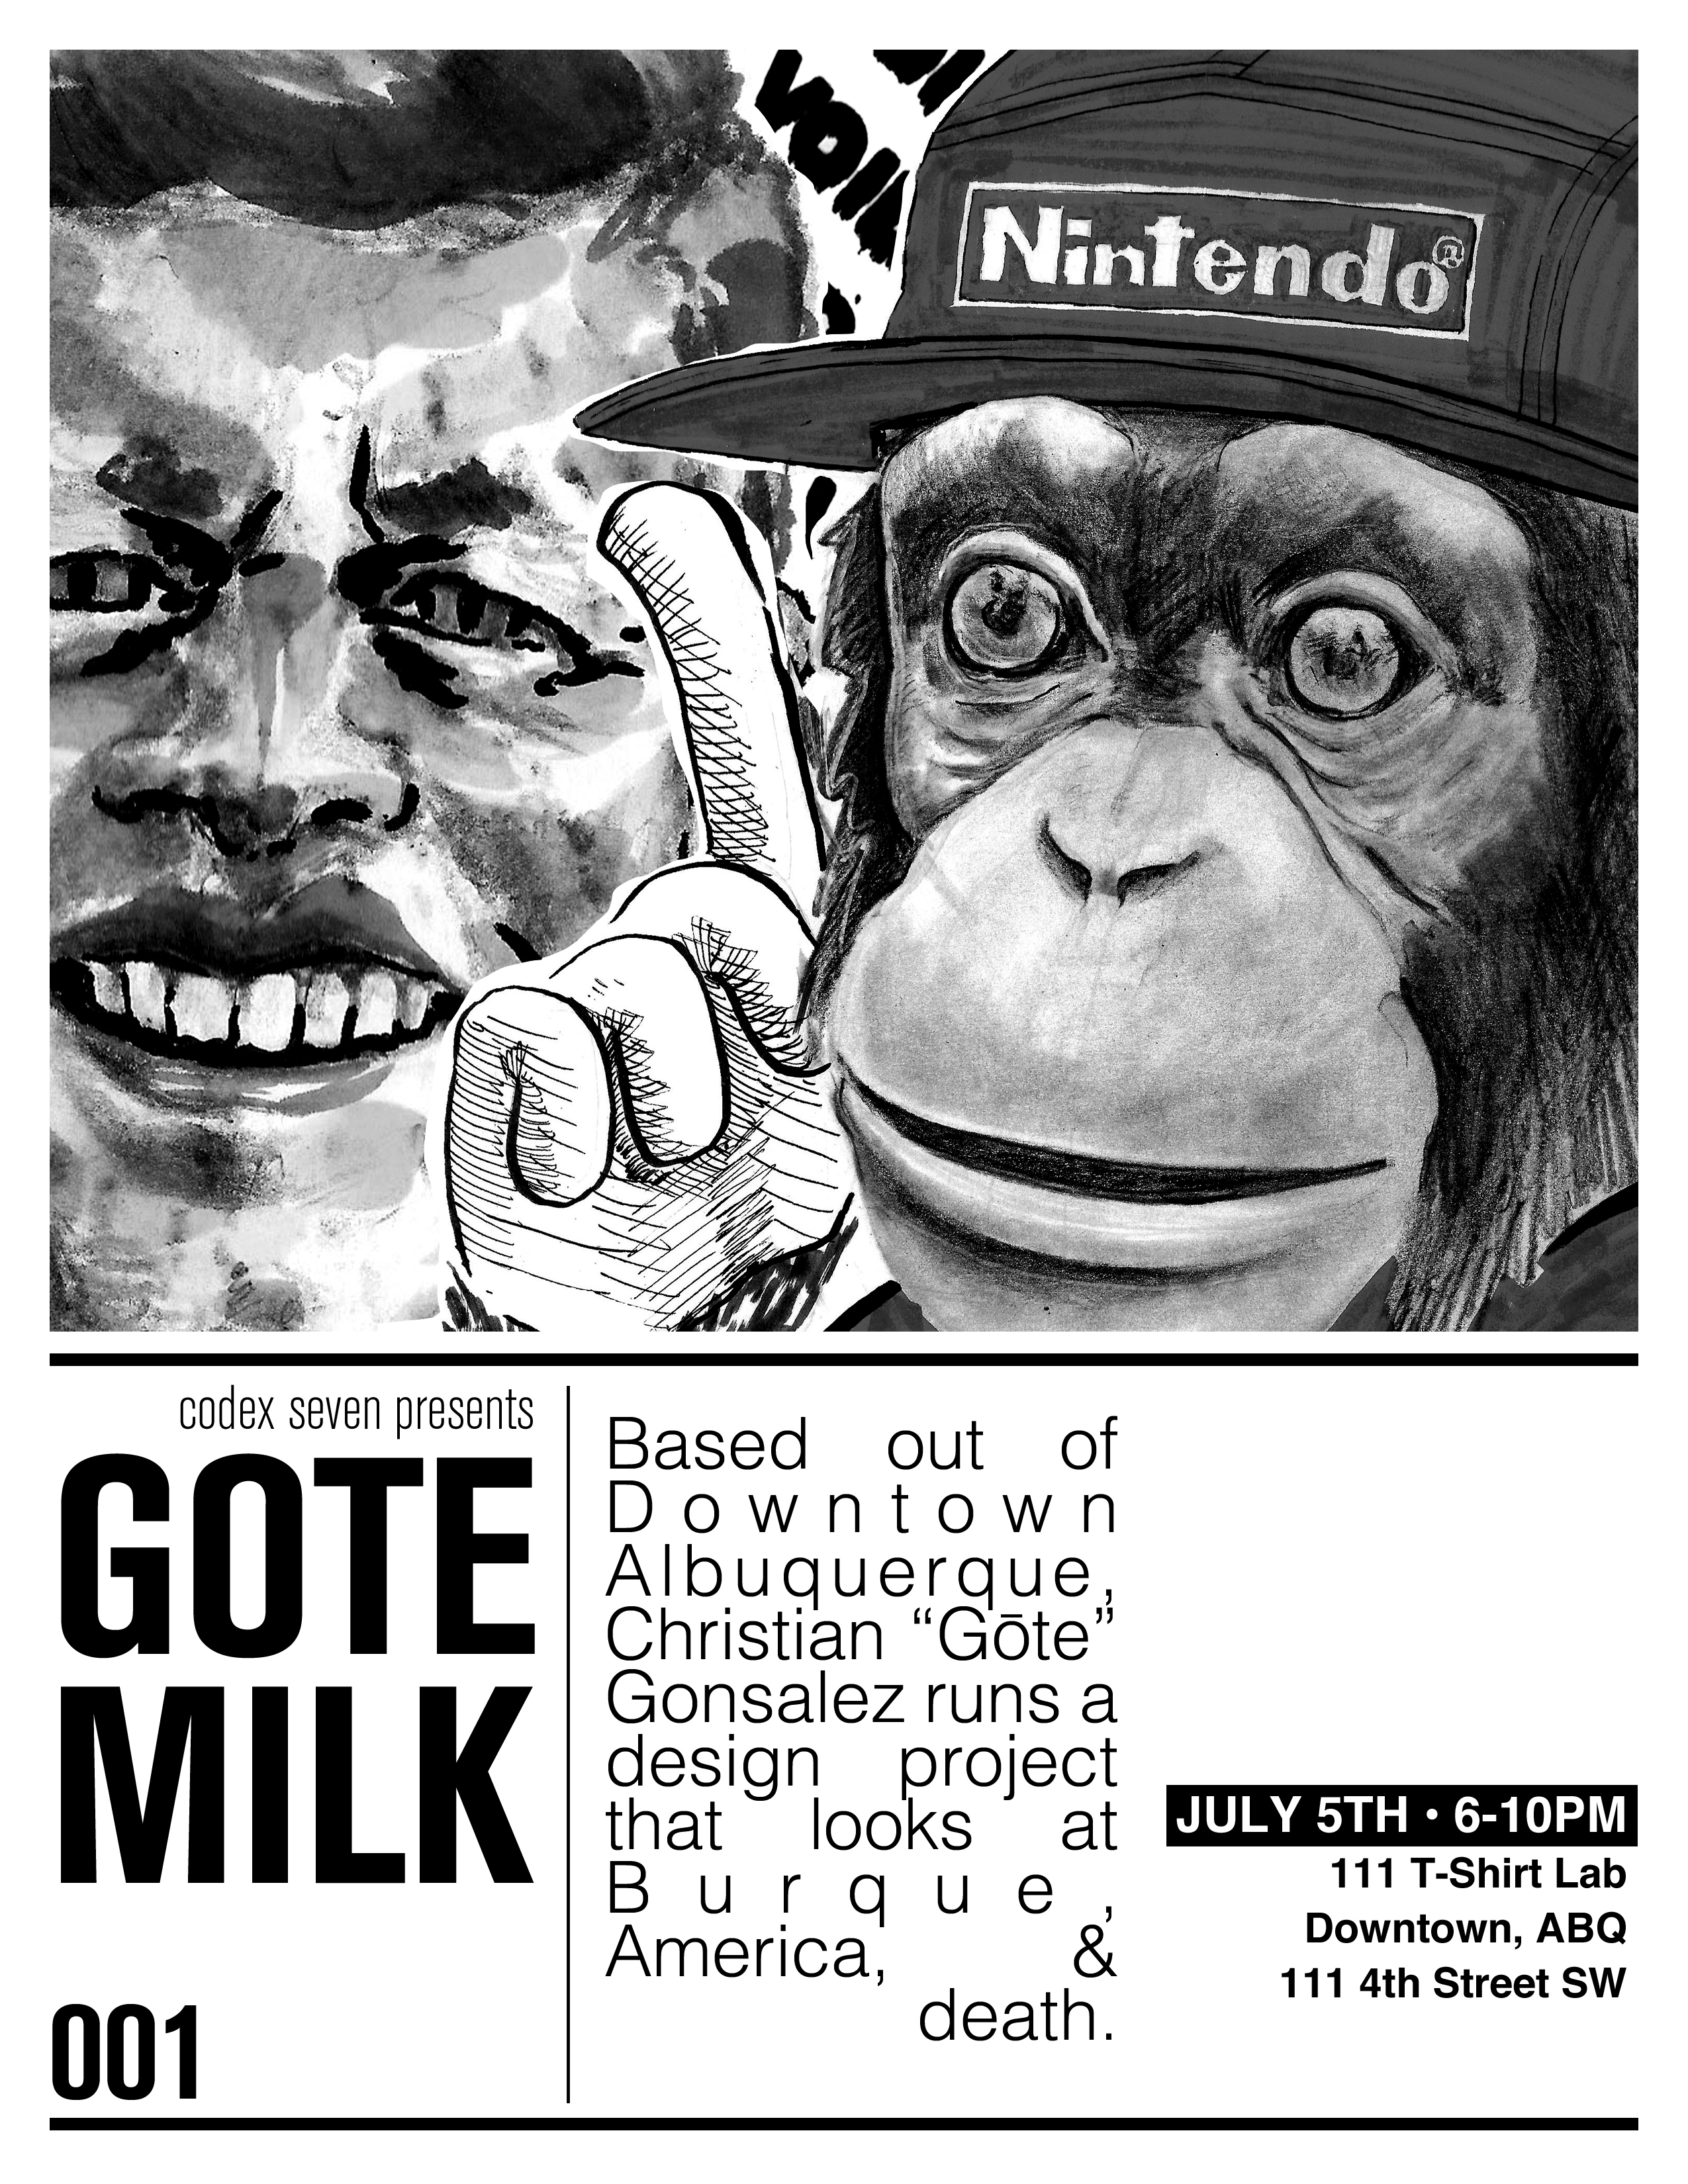 Nintendo®
codex seven presents
GOTE
MILK
001
Based out of
Downtown
Albuquerque,
Christian “Gōte”
Gonsalez runs a
design project
that looks at
Burque,
America, &
death.
JULY 5TH • 6-10PM
111 T-Shirt Lab
Downtown, ABQ
111 4th Street SW